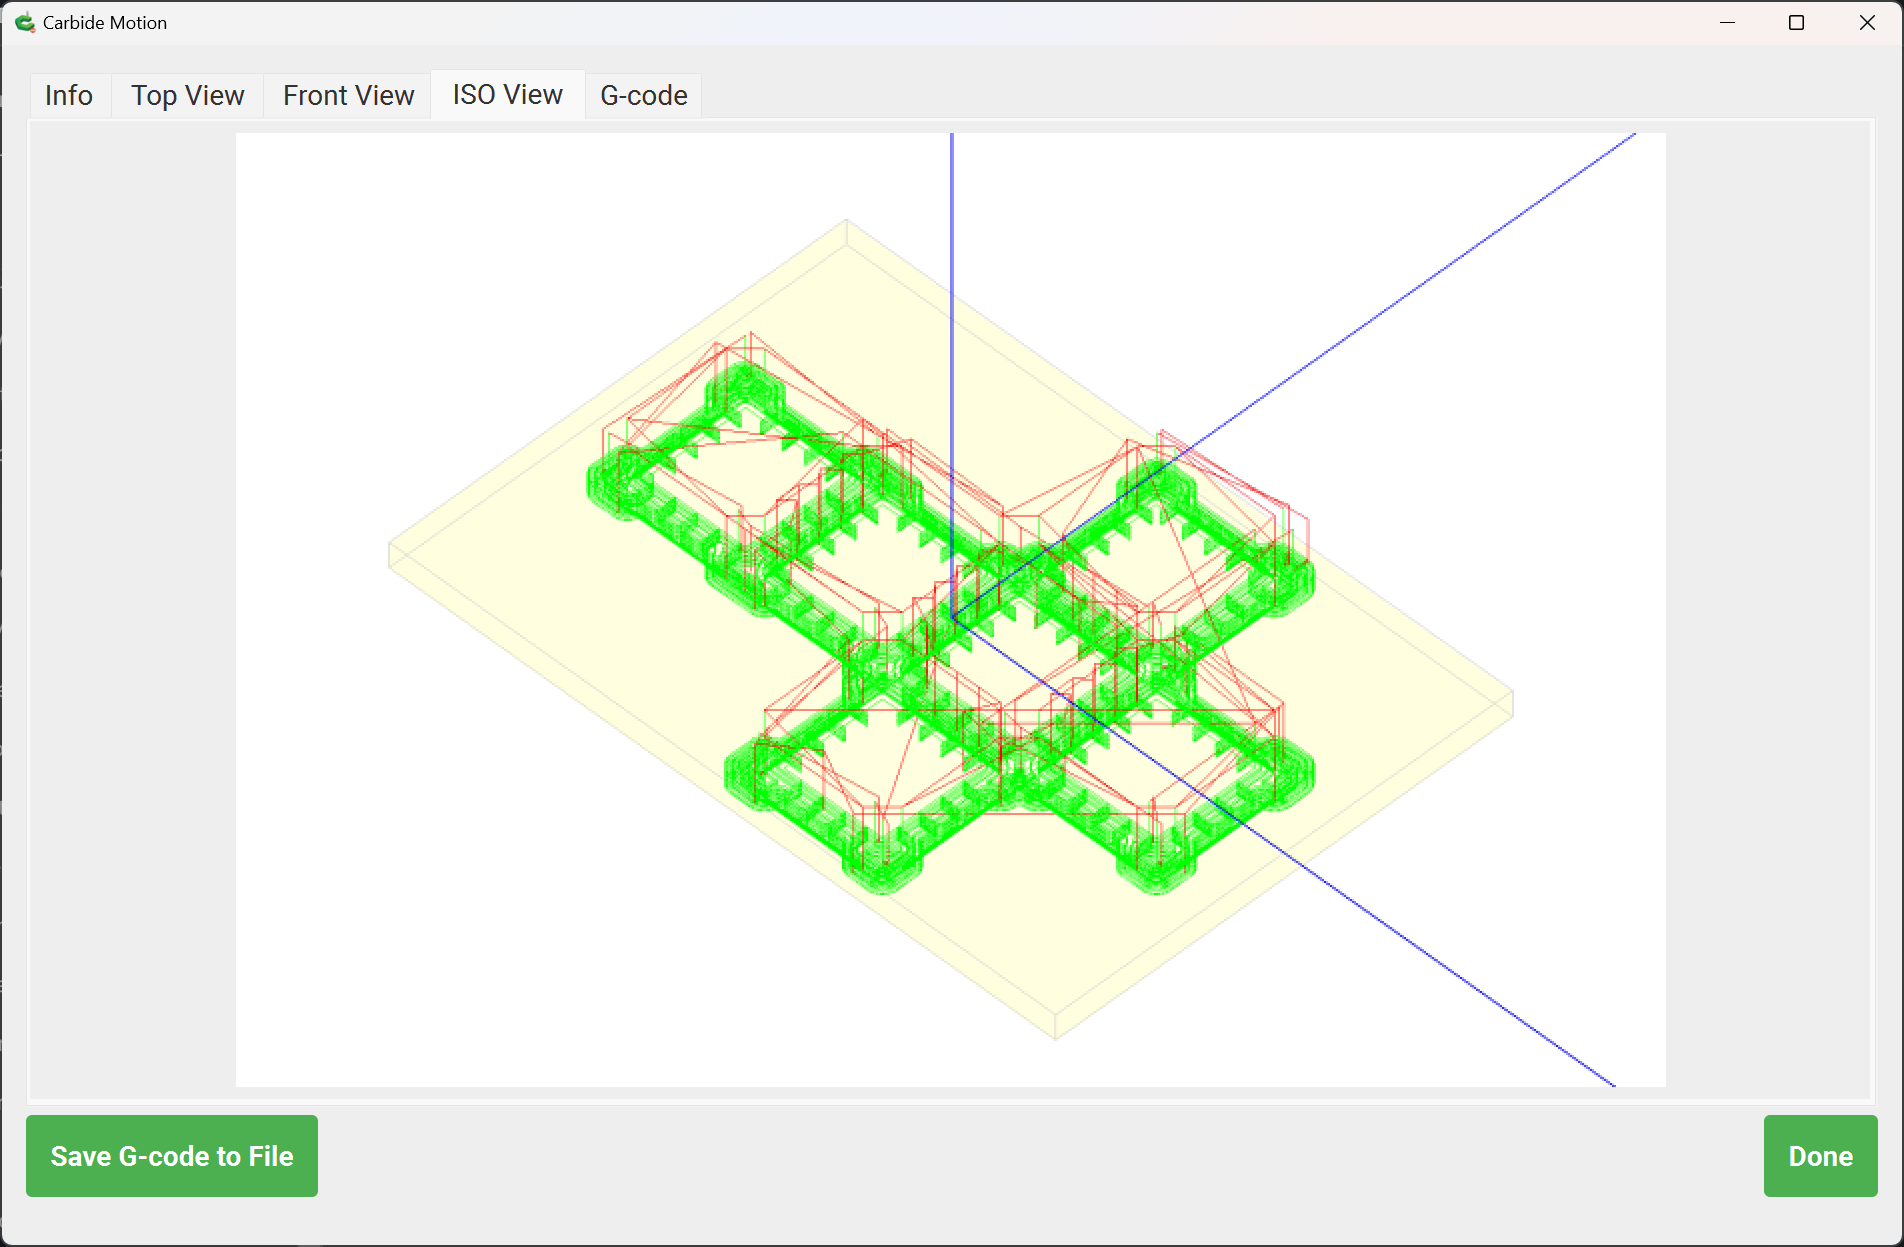 Carbide Motion
Info
Top View
Front View
ISO View
G-code
Save G-code to File
Done